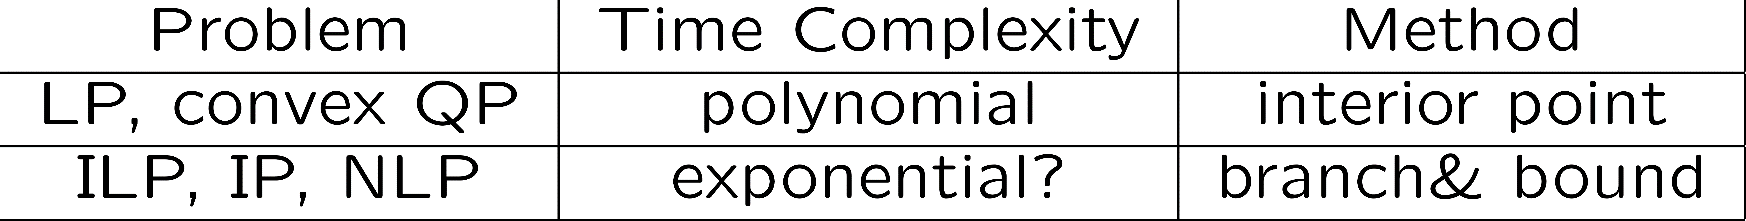 Problem Time Complexity Method
LP, convex QP polynomial interior point
ILP, IP, NLP exponential? branch& bound